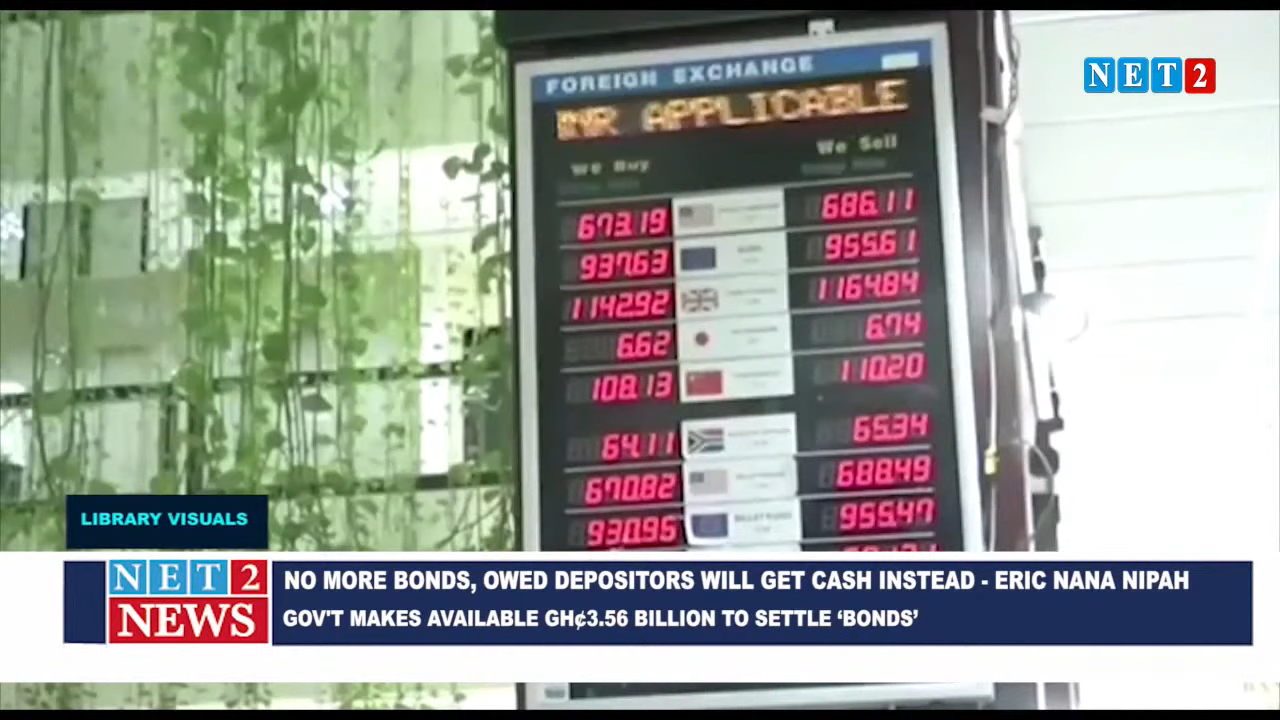 FOREIGN EXCHANGE
NET2
INR APPLICABLE
We Buy We Sell
673.19 686.11
937.63 955.61
1142.92 1164.84
6.62 6.74
108.13 110.20
64.11 65.34
670.82 688.49
930.95 955.47
LIBRARY VISUALS
NET2 NEWS
NO MORE BONDS, OWED DEPOSITORS WILL GET CASH INSTEAD - ERIC NANA NIPAH
GOV'T MAKES AVAILABLE GH¢3.56 BILLION TO SETTLE ‘BONDS’